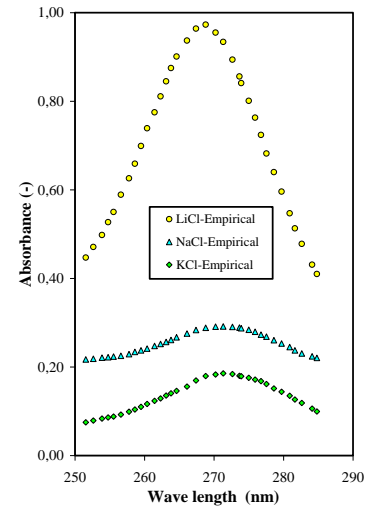 1,00
0,80
0,60
0,40
0,20
0,00
Absorbance (-)
LiCl-Empirical
NaCl-Empirical
KCl-Empirical
250 260 270 280 290
Wave length (nm)